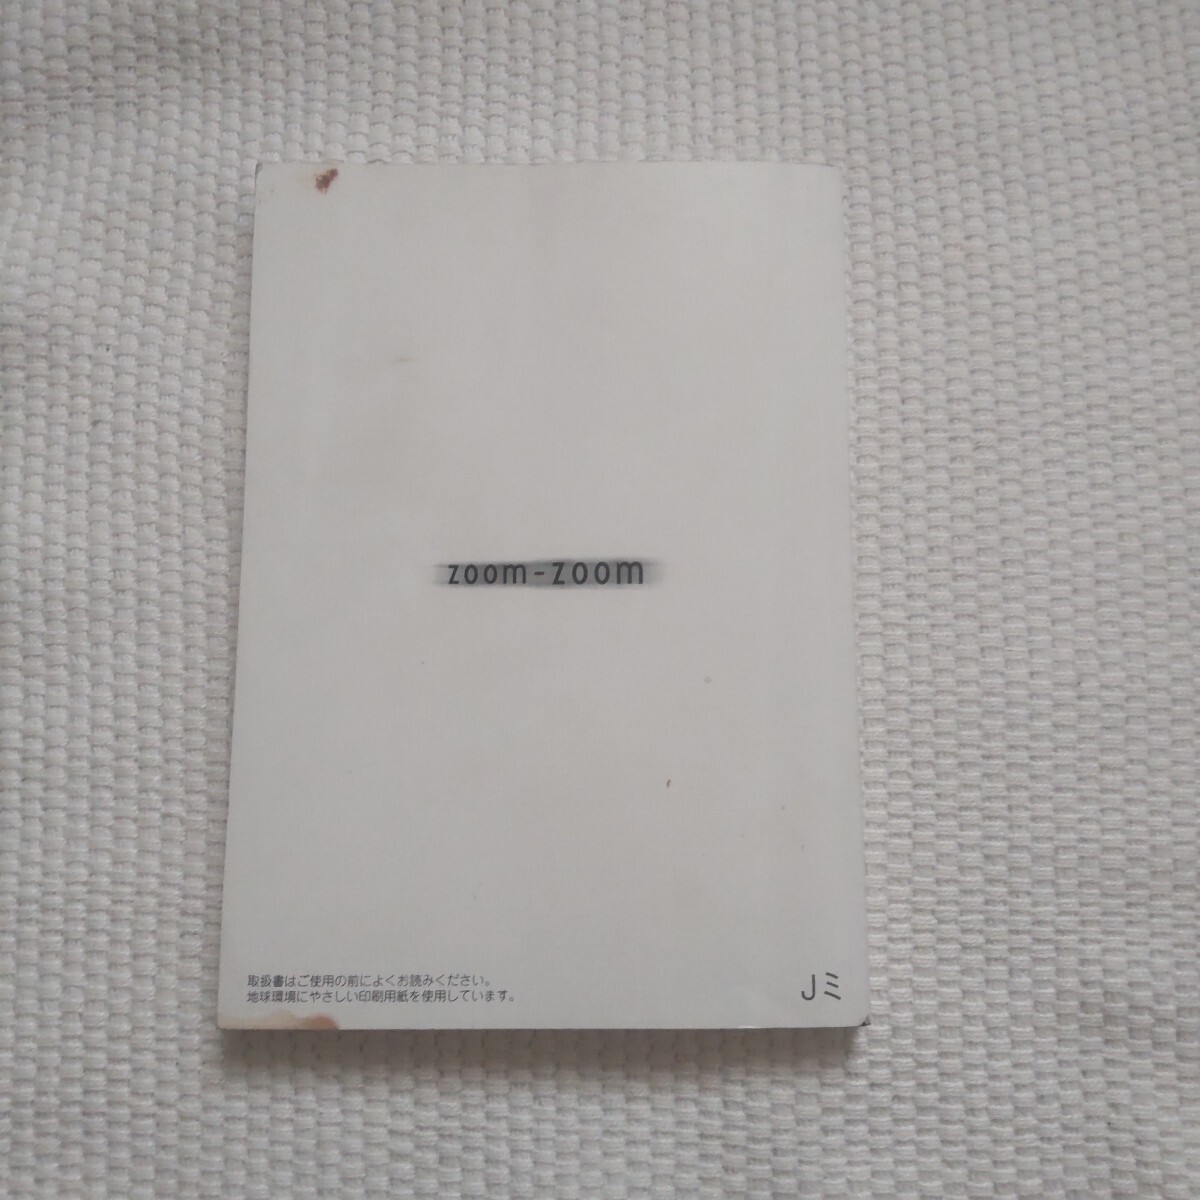 zoom-zoom
取扱書はご使用の前によくお読みください。
地球環境にやさしい印刷用紙を使用しています。
Jミ